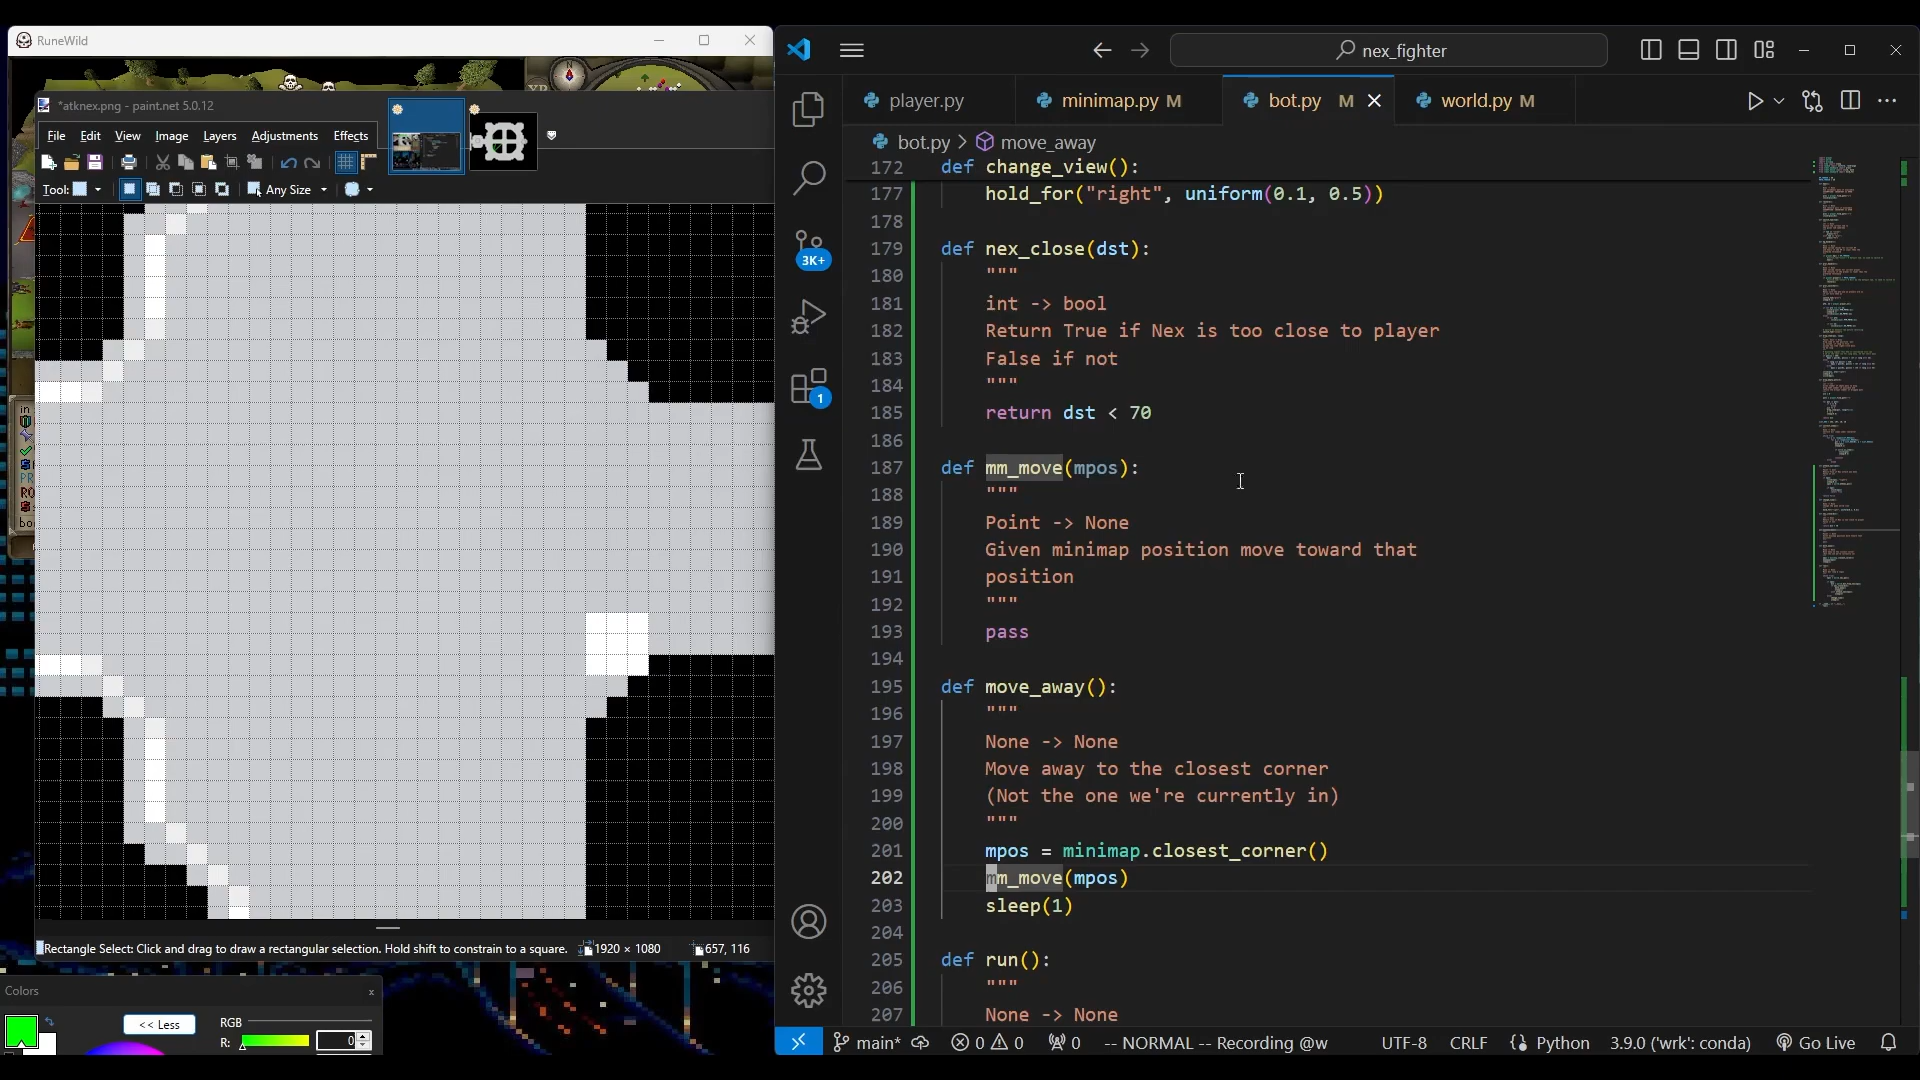 RuneWild
*atknex.png - paint.net 5.0.12
File Edit View Image Layers Adjustments Effects
Tool:
Any Size
Rectangle Select: Click and drag to draw a rectangular selection. Hold shift to constrain to a square.
1920 × 1080
657, 116
Colors
<< Less
RGB
R:
0
nex_fighter
player.py
minimap.py M
bot.py M
world.py M
bot.py > move_away
3K+
1
172 def change_view():
177 hold_for("right", uniform(0.1, 0.5))
178
179 def nex_close(dst):
180 """
181 int -> bool
182 Return True if Nex is too close to player
183 False if not
184 """
185 return dst < 70
186
187 def mm_move(mpos):
188 """
189 Point -> None
190 Given minimap position move toward that
191 position
192 """
193 pass
194
195 def move_away():
196 """
197 None -> None
198 Move away to the closest corner
199 (Not the one we're currently in)
200 """
201 mpos = minimap.closest_corner()
202 mm_move(mpos)
203 sleep(1)
204
205 def run():
206 """
207 None -> None
main*
0 0
0
-- NORMAL -- Recording @w
UTF-8
CRLF
Python
3.9.0 ('wrk': conda)
Go Live